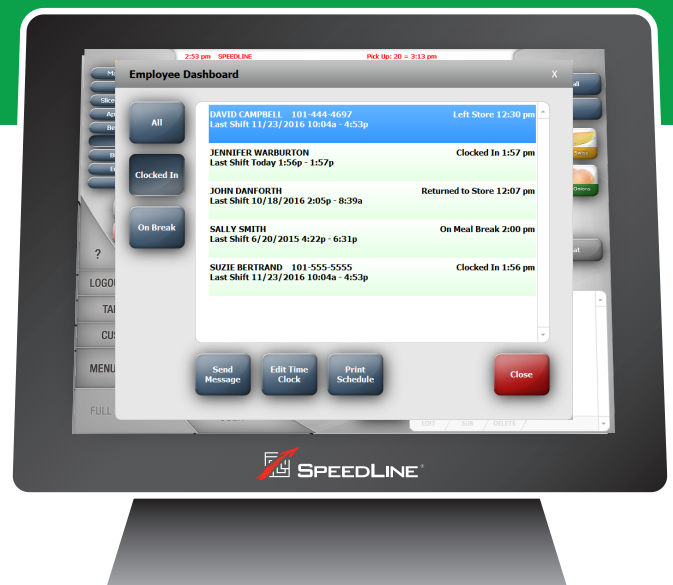 2:53 pm SPEEDLINE Pick Up: 20 = 3:13 pm
Employee Dashboard X
All
Clocked In
On Break
DAVID CAMPBELL 101-444-4697 Left Store 12:30 pm
Last Shift 11/23/2016 10:04a - 4:53p
JENNIFER WARBURTON Clocked In 1:57 pm
Last Shift Today 1:56p - 1:57p
JOHN DANFORTH Returned to Store 12:07 pm
Last Shift 10/18/2016 2:05p - 8:39a
SALLY SMITH On Meal Break 2:00 pm
Last Shift 6/20/2015 4:22p - 6:31p
SUZIE BERTRAND 101-555-5555 Clocked In 1:56 pm
Last Shift 11/23/2016 10:04a - 4:53p
Send
Message
Edit Time
Clock
Print
Schedule
Close
?
MENU
FULL
Swiss
Onions
EDIT / SUB / DELETE /
SPEEDLINE®